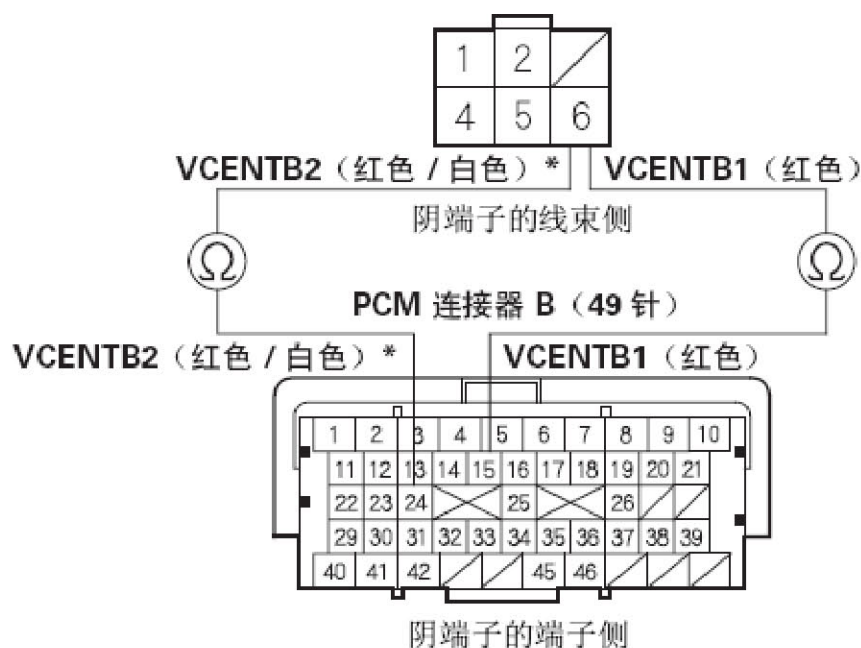 1 2
4 5 6
VCENTB2（红色 / 白色）* VCENTB1（红色）
阴端子的线束侧
Ω Ω
PCM 连接器 B（49 针）
VCENTB2（红色 / 白色）* VCENTB1（红色）
1 2 3 4 5 6 7 8 9 10
11 12 13 14 15 16 17 18 19 20 21
22 23 24 25 26
29 30 31 32 33 34 35 36 37 38 39
40 41 42 45 46
阴端子的端子侧